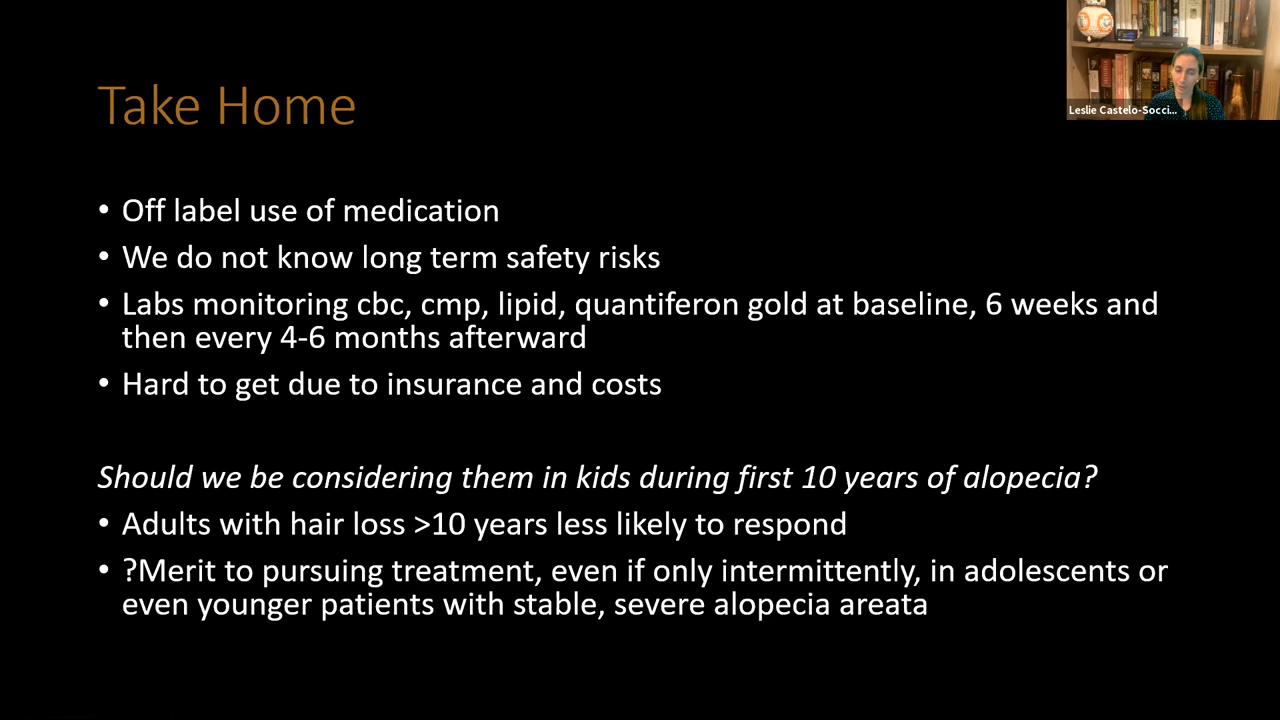 Take Home
Leslie Castelo-Socci...
• Off label use of medication
• We do not know long term safety risks
• Labs monitoring cbc, cmp, lipid, quantiferon gold at baseline, 6 weeks and
then every 4-6 months afterward
• Hard to get due to insurance and costs
Should we be considering them in kids during first 10 years of alopecia?
• Adults with hair loss >10 years less likely to respond
• ?Merit to pursuing treatment, even if only intermittently, in adolescents or
even younger patients with stable, severe alopecia areata